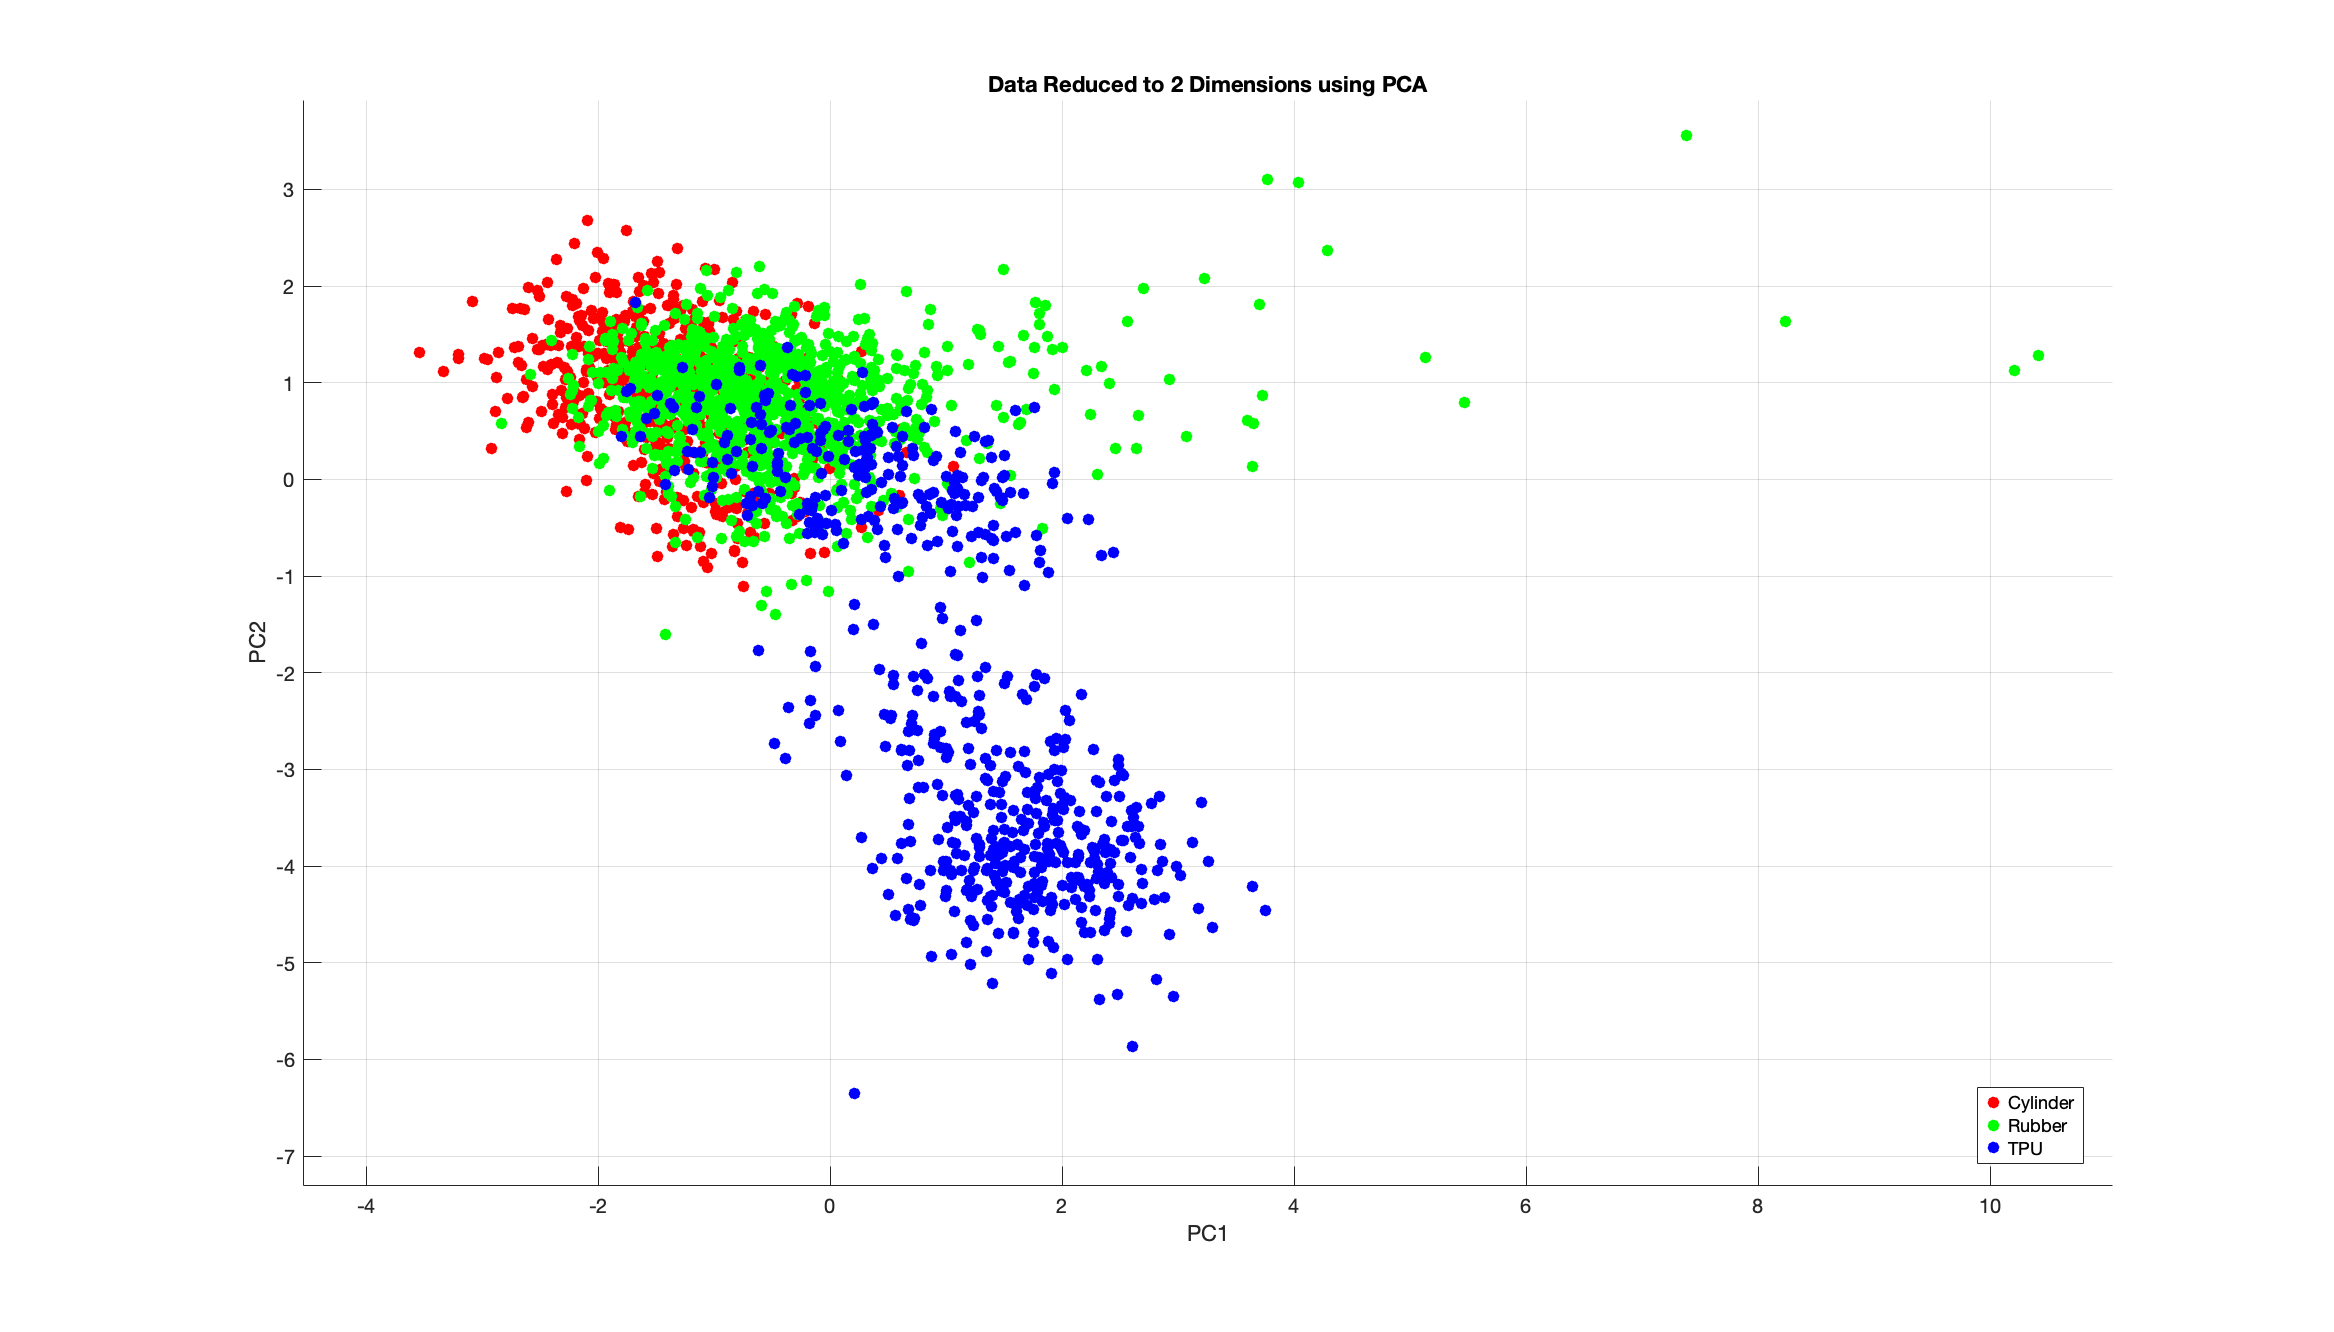 Data Reduced to 2 Dimensions using PCA
3
2
1
0
-1
-2
-3
-4
-5
-6
-7
PC2
-4 -2 0 2 4 6 8 10
PC1
Cylinder
Rubber
TPU